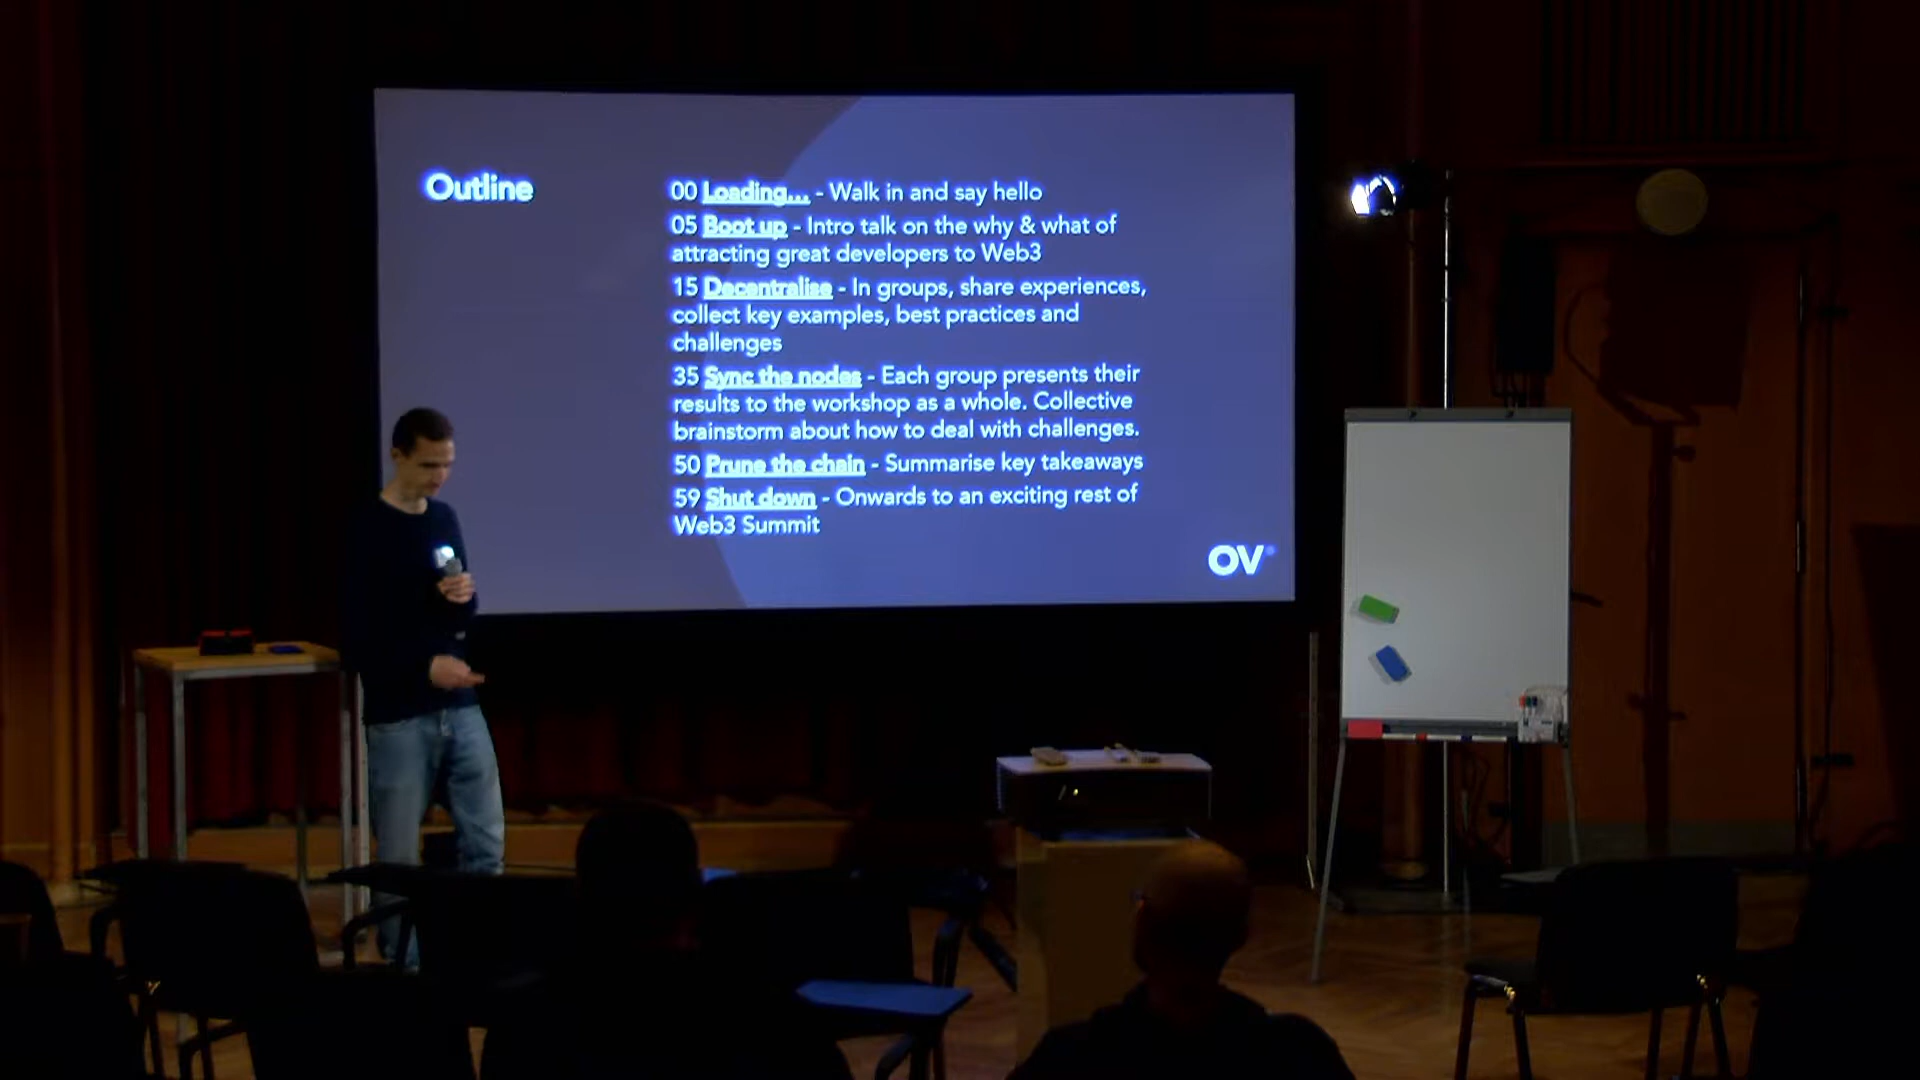 Outline
00 Loading... - Walk in and say hello
05 Boot up - Intro talk on the why & what of
attracting great developers to Web3
15 Decentralise - In groups, share experiences,
collect key examples, best practices and
challenges
35 Sync the nodes - Each group presents their
results to the workshop as a whole. Collective
brainstorm about how to deal with challenges.
50 Prune the chain - Summarise key takeaways
59 Shut down - Onwards to an exciting rest of
Web3 Summit
OV